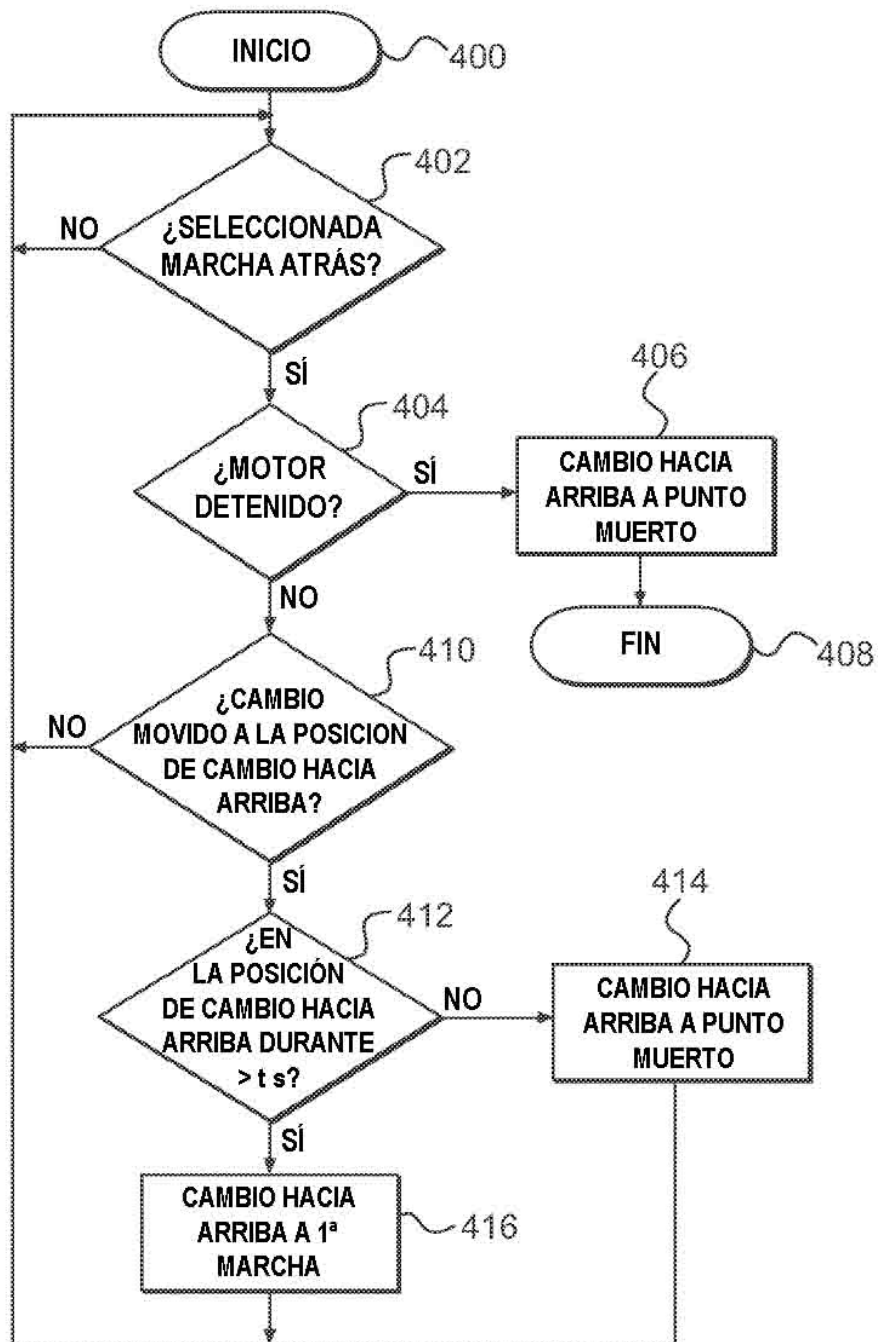 INICIO
400
402
¿SELECCIONADA
MARCHA ATRÁS?
NO
SÍ
404
406
¿MOTOR
DETENIDO?
SÍ
CAMBIO HACIA
ARRIBA A PUNTO
MUERTO
NO
FIN
408
410
¿CAMBIO
MOVIDO A LA POSICION
DE CAMBIO HACIA
ARRIBA?
NO
SÍ
412
414
¿EN
LA POSICIÓN
DE CAMBIO HACIA
ARRIBA DURANTE
> t s?
NO
CAMBIO HACIA
ARRIBA A PUNTO
MUERTO
SÍ
CAMBIO HACIA
ARRIBA A 1ª
MARCHA
416